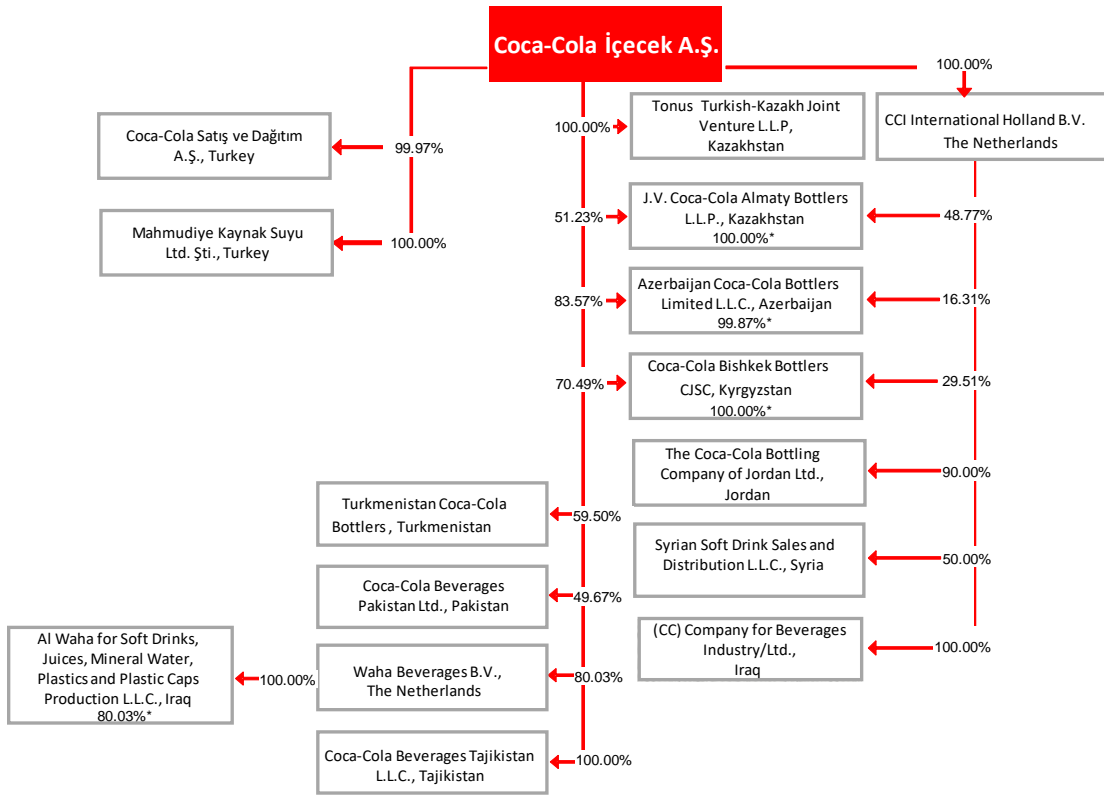 Coca-Cola İçecek A.Ş.
100.00%
Coca-Cola Satış ve Dağıtım
A.Ş., Turkey
99.97%
Mahmudiye Kaynak Suyu
Ltd. Şti., Turkey
100.00%
100.00%
Tonus Turkish-Kazakh Joint
Venture L.L.P,
Kazakhstan
CCI International Holland B.V.
The Netherlands
51.23%
J.V. Coca-Cola Almaty Bottlers
L.L.P., Kazakhstan
100.00%*
48.77%
83.57%
Azerbaijan Coca-Cola Bottlers
Limited L.L.C., Azerbaijan
99.87%*
16.31%
70.49%
Coca-Cola Bishkek Bottlers
CJSC, Kyrgyzstan
100.00%*
29.51%
The Coca-Cola Bottling
Company of Jordan Ltd.,
Jordan
90.00%
Turkmenistan Coca-Cola
Bottlers , Turkmenistan
59.50%
Syrian Soft Drink Sales and
Distribution L.L.C., Syria
50.00%
Coca-Cola Beverages
Pakistan Ltd., Pakistan
49.67%
(CC) Company for Beverages
Industry/Ltd.,
Iraq
100.00%
Al Waha for Soft Drinks,
Juices, Mineral Water,
Plastics and Plastic Caps
Production L.L.C., Iraq
80.03%*
100.00%
Waha Beverages B.V.,
The Netherlands
80.03%
Coca-Cola Beverages Tajikistan
L.L.C., Tajikistan
100.00%